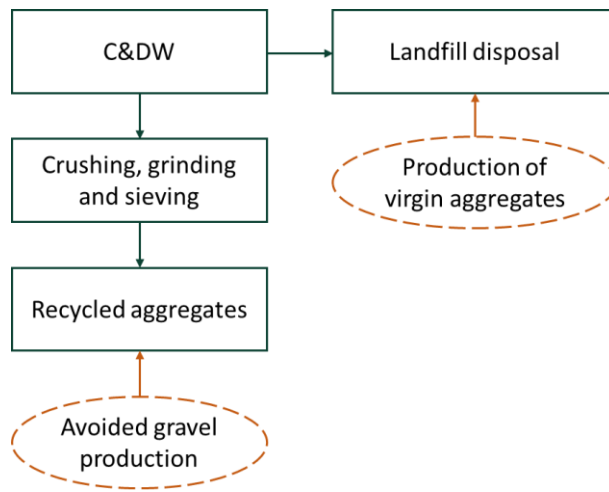 C&DW
Landfill disposal
Crushing, grinding
and sieving
Production of
virgin aggregates
Recycled aggregates
Avoided gravel
production